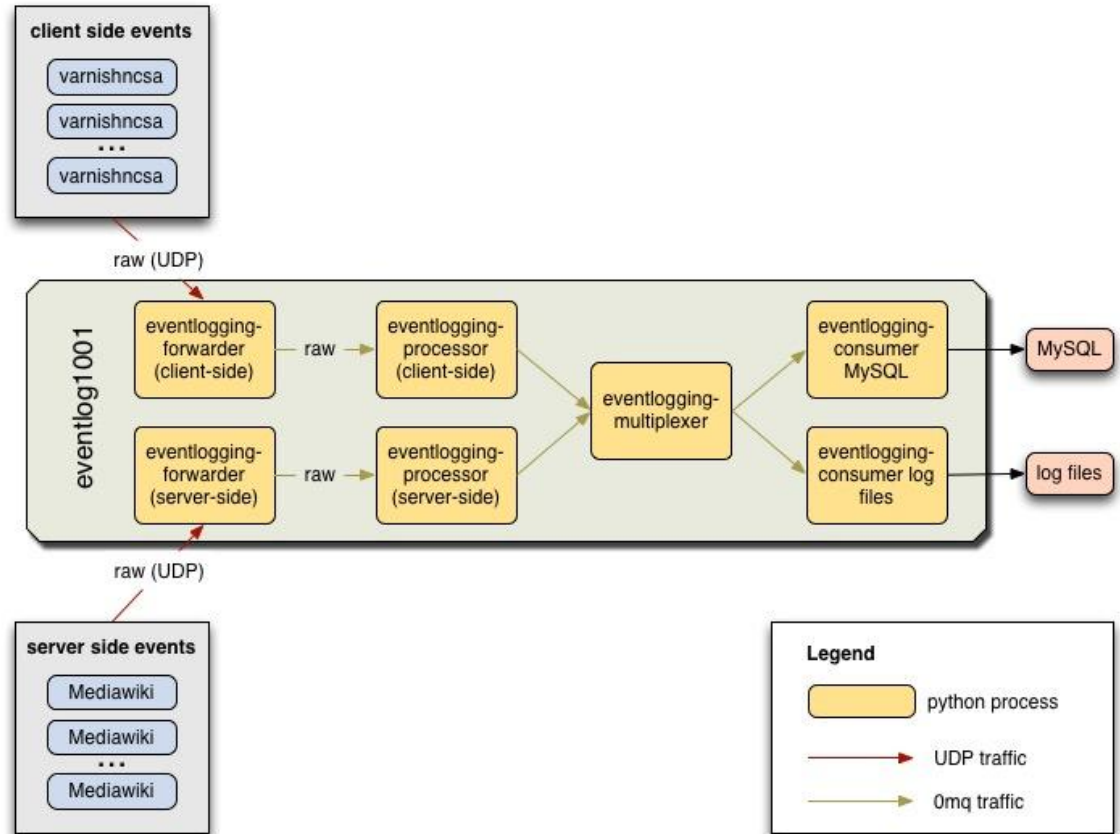 client side events
varnishncsa
varnishncsa
...
varnishncsa
raw (UDP)
eventlog1001
eventlogging-
forwarder
(client-side)
raw
eventlogging-
processor
(client-side)
eventlogging-
multiplexer
eventlogging-
consumer
MySQL
MySQL
eventlogging-
forwarder
(server-side)
raw
eventlogging-
processor
(server-side)
eventlogging-
consumer log
files
log files
raw (UDP)
server side events
Mediawiki
Mediawiki
...
Mediawiki
Legend
python process
UDP traffic
0mq traffic